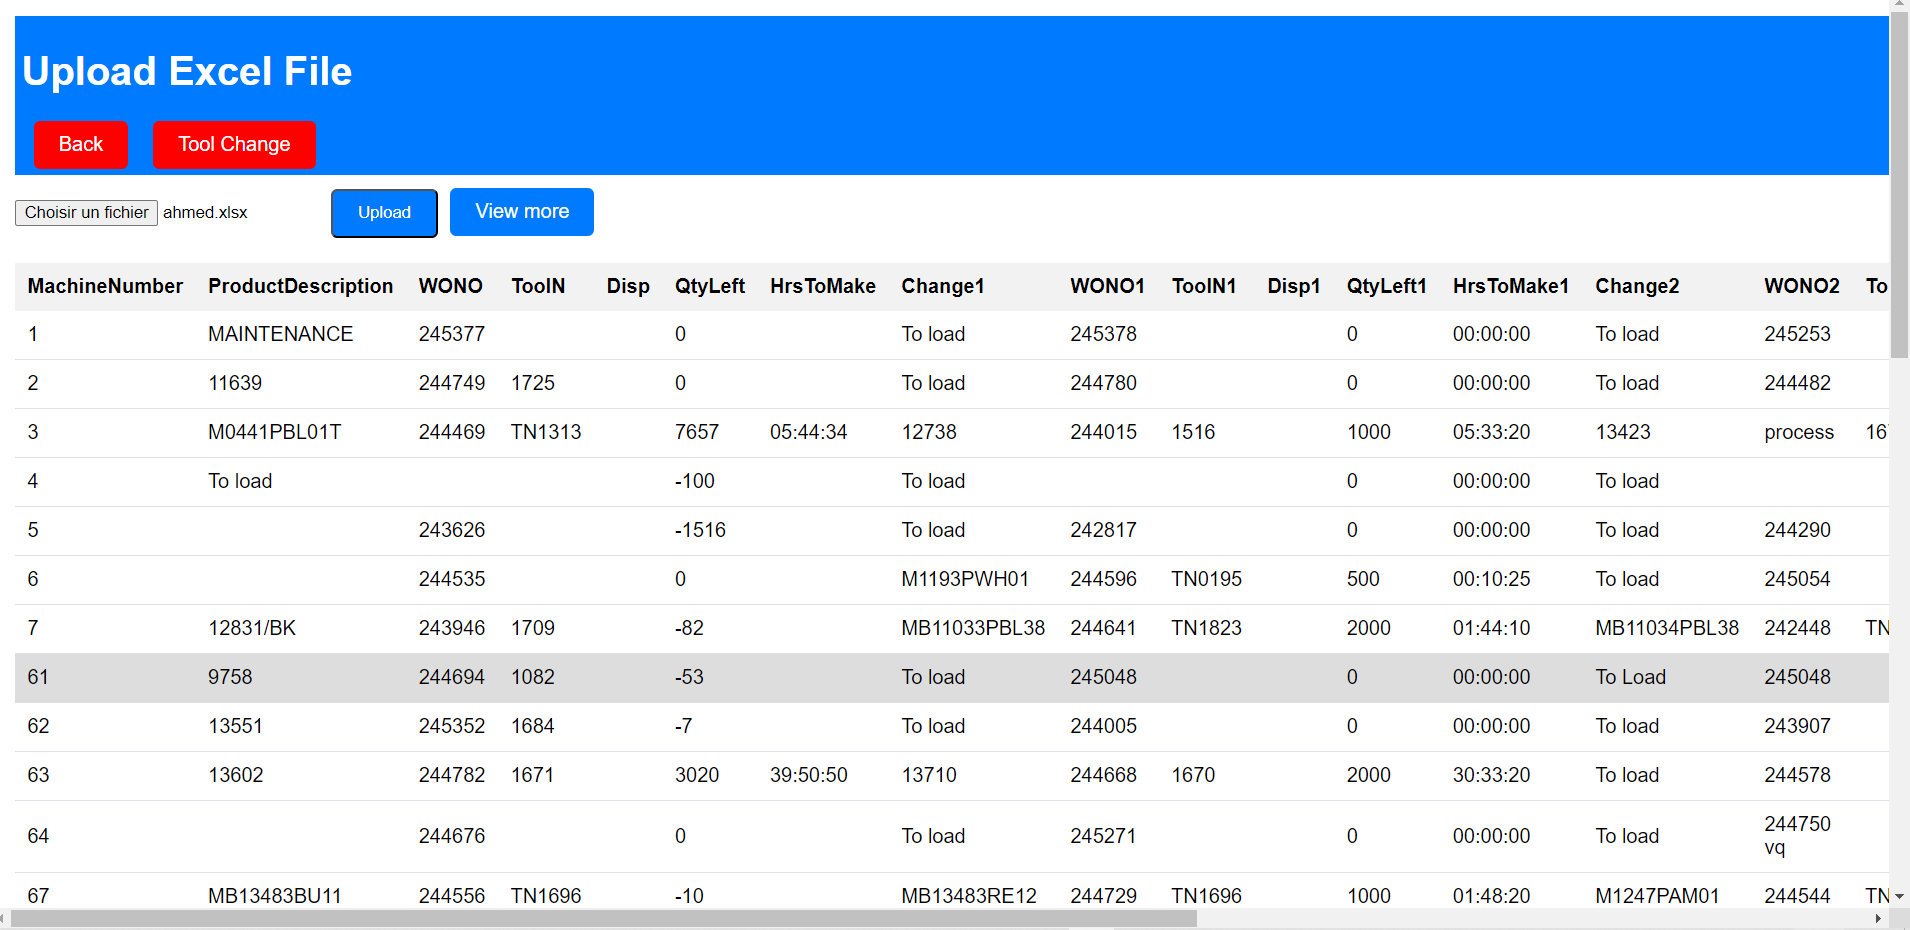 Upload Excel File
Back Tool Change
Choisir un fichier ahmed.xlsx Upload View more
MachineNumber ProductDescription WONO ToolN Disp QtyLeft HrsToMake Change1 WONO1 ToolN1 Disp1 QtyLeft1 HrsToMake1 Change2 WONO2 To
1 MAINTENANCE 245377 0 To load 245378 0 00:00:00 To load 245253
2 11639 244749 1725 0 To load 244780 0 00:00:00 To load 244482
3 M0441PBL01T 244469 TN1313 7657 05:44:34 12738 244015 1516 1000 05:33:20 13423 process 16
4 To load -100 To load 0 00:00:00 To load
5 243626 -1516 To load 242817 0 00:00:00 To load 244290
6 244535 0 M1193PWH01 244596 TN0195 500 00:10:25 To load 245054
7 12831/BK 243946 1709 -82 MB11033PBL38 244641 TN1823 2000 01:44:10 MB11034PBL38 242448 TN
61 9758 244694 1082 -53 To load 245048 0 00:00:00 To Load 245048
62 13551 245352 1684 -7 To load 244005 0 00:00:00 To load 243907
63 13602 244782 1671 3020 39:50:50 13710 244668 1670 2000 30:33:20 To load 244578
64 244676 0 To load 245271 0 00:00:00 To load 244750
vq
67 MB13483BU11 244556 TN1696 -10 MB13483RE12 244729 TN1696 1000 01:48:20 M1247PAM01 244544 TN